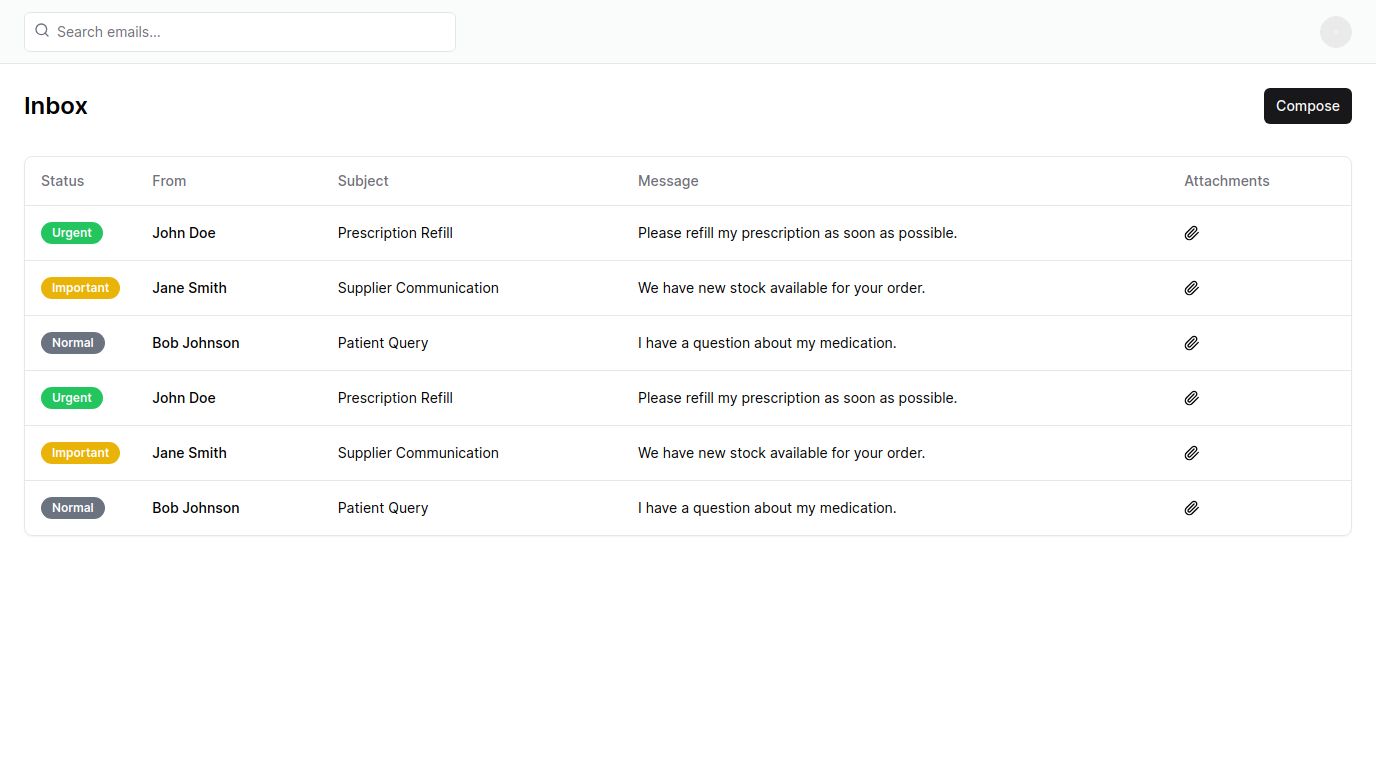 Search emails...
Inbox
Compose
Status From Subject Message Attachments
Urgent John Doe Prescription Refill Please refill my prescription as soon as possible.
Important Jane Smith Supplier Communication We have new stock available for your order.
Normal Bob Johnson Patient Query I have a question about my medication.
Urgent John Doe Prescription Refill Please refill my prescription as soon as possible.
Important Jane Smith Supplier Communication We have new stock available for your order.
Normal Bob Johnson Patient Query I have a question about my medication.